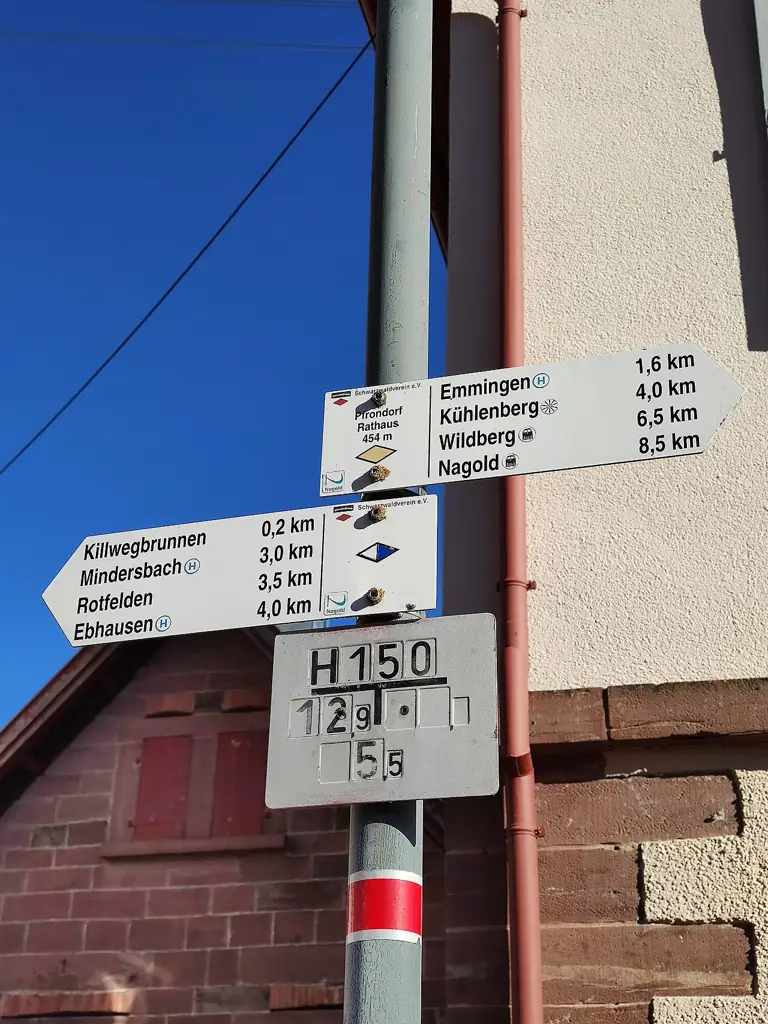 Schwarzwaldverein e.V.
Pfrondorf
Rathaus
454 m
Nagold
Emmingen H 1,6 km
Kühlenberg 4,0 km
Wildberg 6,5 km
Nagold 8,5 km
Schwarzwaldverein e.V.
Nagold
Killwegbrunnen 0,2 km
Mindersbach H 3,0 km
Rotfelden 3,5 km
Ebhausen H 4,0 km
H 150
12,9
5,5